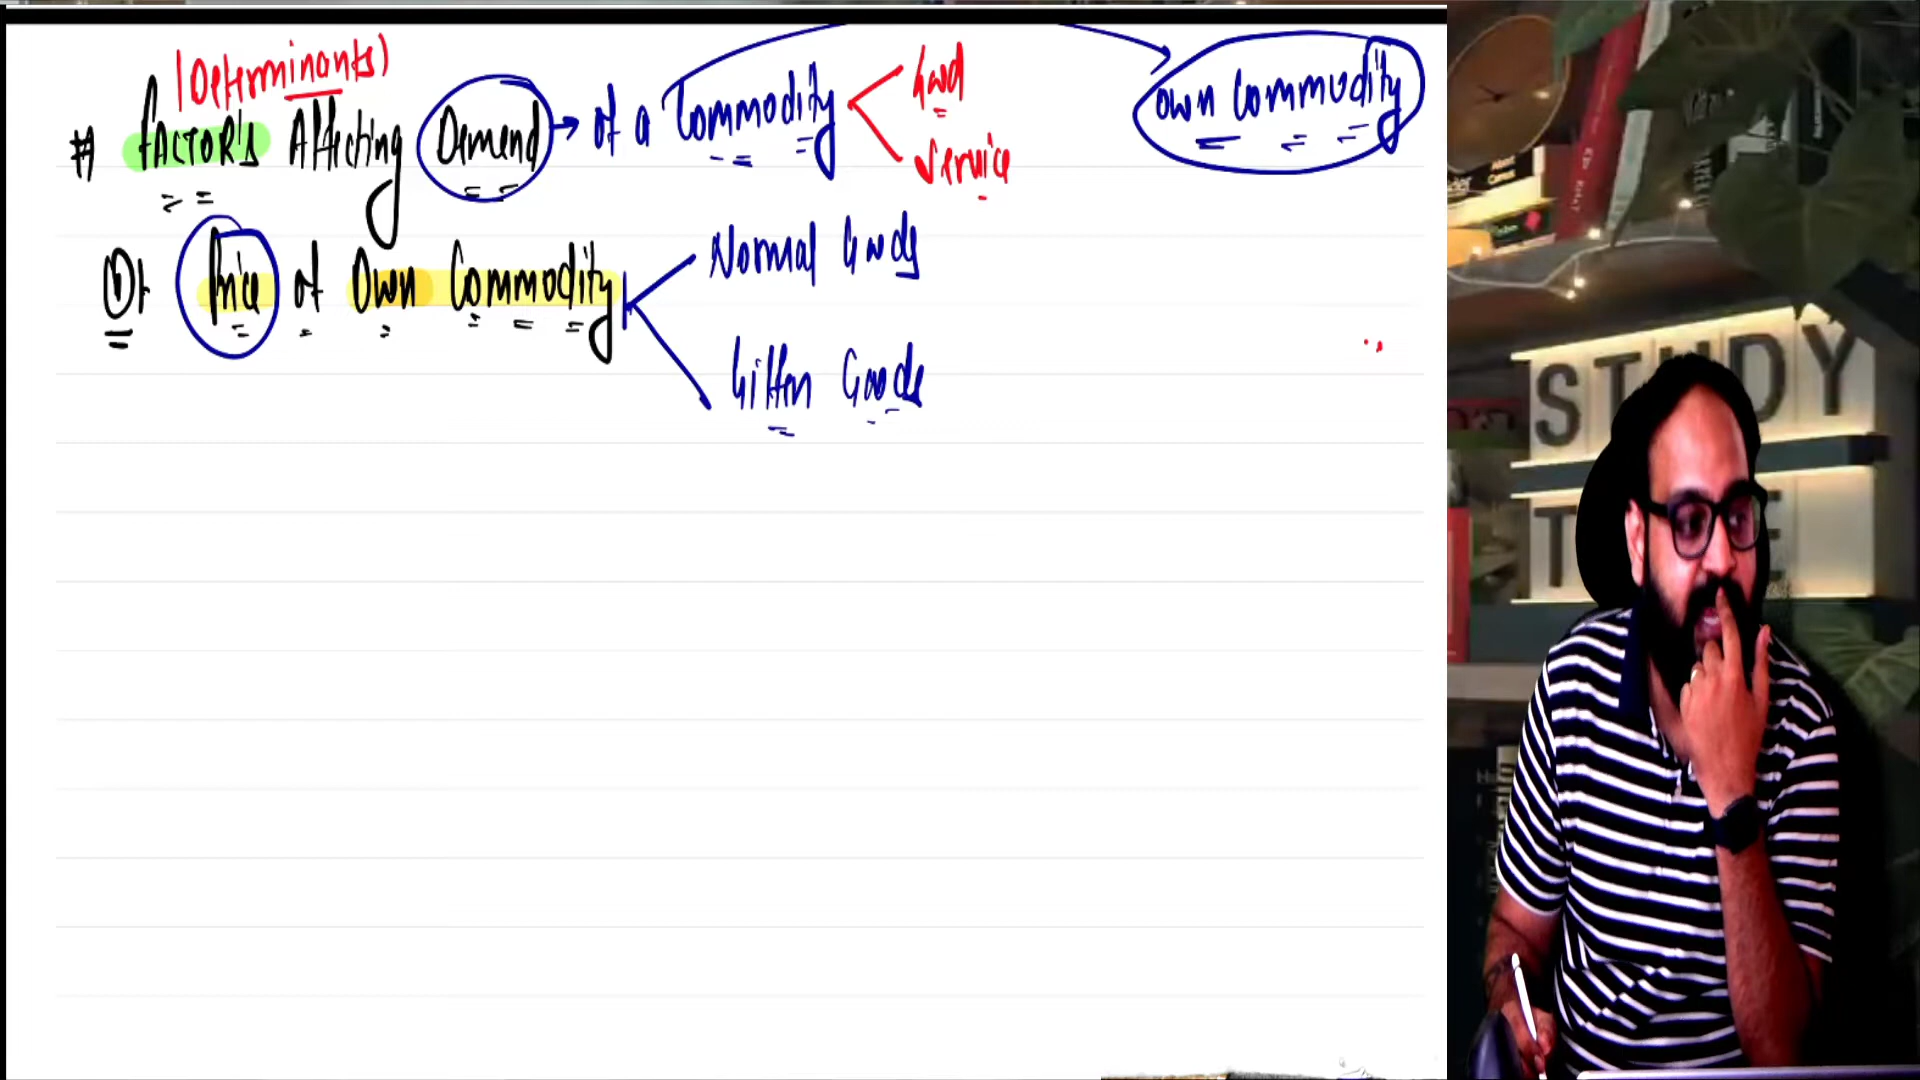 (Determinants)
# FACTOR'S Affecting Demand → of a Commodity
Good
Service
own commodity
① Price of Own Commodity
Normal Goods
Giffen Goods
STUDY
T E